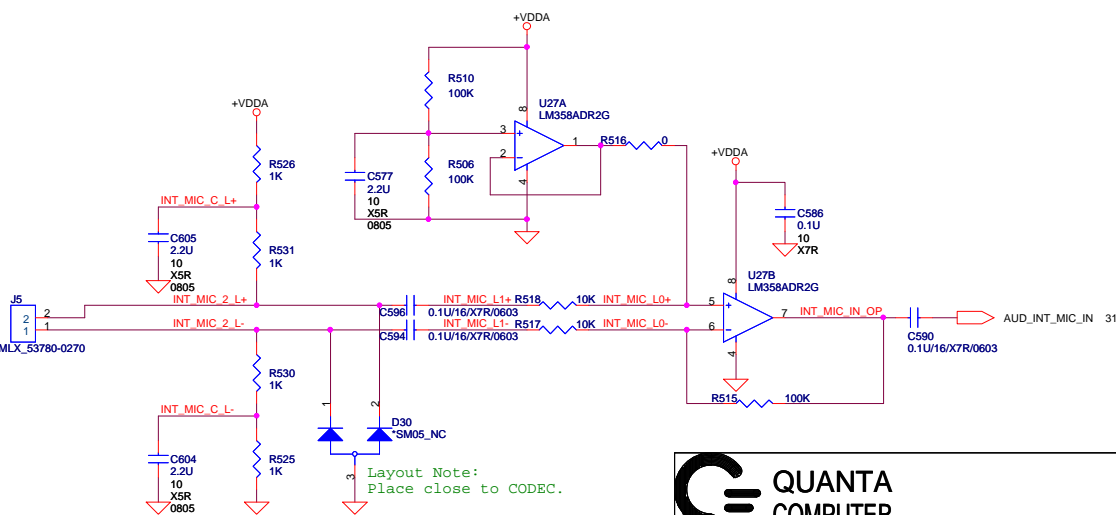 +VDDA
R510
100K
8
U27A
LM358ADR2G
3
+
1
2
-
4
R506
100K
C577
2.2U
10
X5R
0805
R516
0
+VDDA
R526
1K
INT_MIC_C_L+
C605
2.2U
10
X5R
0805
R531
1K
+VDDA
C586
0.1U
10
X7R
8
U27B
LM358ADR2G
J5
2
1
2
1
MLX_53780-0270
INT_MIC_2_L+
INT_MIC_2_L-
C596
0.1U/16/X7R/0603
C594
0.1U/16/X7R/0603
INT_MIC_L1+
R518
10K
INT_MIC_L0+
INT_MIC_L1-
R517
10K
INT_MIC_L0-
5
+
6
-
7
4
INT_MIC_IN_OP
C590
0.1U/16/X7R/0603
AUD_INT_MIC_IN 31
R515
100K
R530
1K
INT_MIC_C_L-
C604
2.2U
10
X5R
0805
R525
1K
1
2
D30
*SM05_NC
3
Layout Note:
Place close to CODEC.
QUANTA
COMPUTER